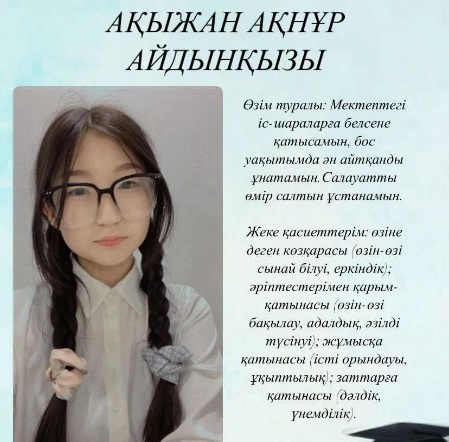 АҚЫЖАН АҚНҰР
АЙДЫНҚЫЗЫ
Өзім туралы: Мектептегі
іс-шараларға белсене
қатысамын, бос
уақытымда ән айтқанды
ұнатамын.Салауатты
өмір салтын ұстанамын.
Жеке қасиеттерім: өзіне
деген көзқарасы (өзін-өзі
сынай білуі, еркіндік);
әріптестерімен қарым-
қатынасы (өзін-өзі
бақылау, адалдық, әзілді
түсінуі); жұмысқа
қатынасы (істі орындауы,
ұқыптылық); заттарға
қатынасы (дәлдік,
үнемділік).